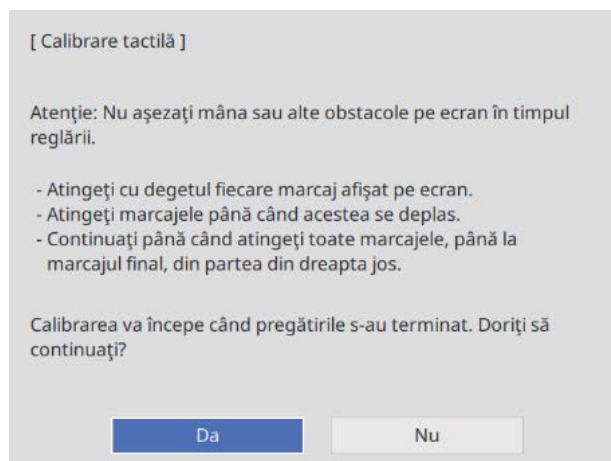 [ Calibrare tactilă ]
Atenţie: Nu aşezaţi mâna sau alte obstacole pe ecran în timpul
reglării.
- Atingeţi cu degetul fiecare marcaj afişat pe ecran.
- Atingeţi marcajele până când acestea se deplas.
- Continuaţi până când atingeţi toate marcajele, până la
marcajul final, din partea din dreapta jos.
Calibrarea va începe când pregătirile s-au terminat. Doriţi să
continuaţi?
Da
Nu